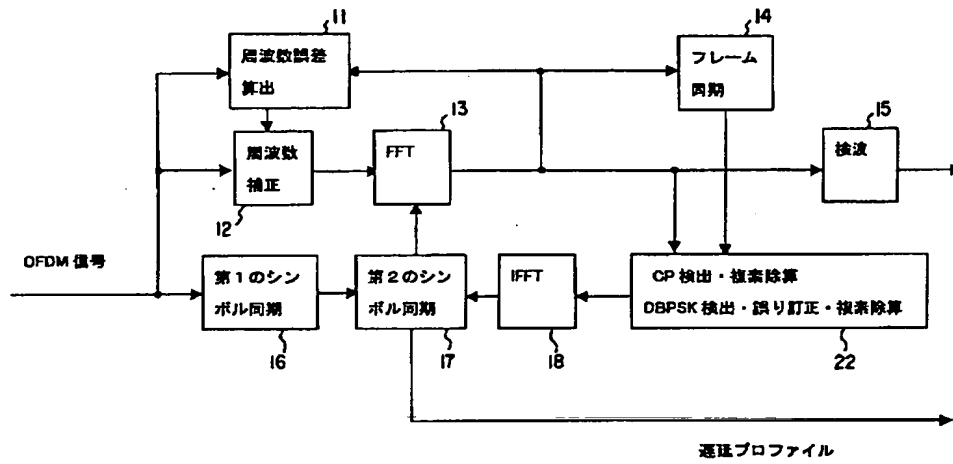 11
周波数誤差
算出
14
フレーム
同期
13
15
周波数
補正
FFT
検波
12
OFDM 信号
第1のシン
ボル同期
第2のシン
ボル同期
IFFT
CP 検出・複素除算
DBPSK 検出・誤り訂正・複素除算
16
17
18
22
遅延プロファイル